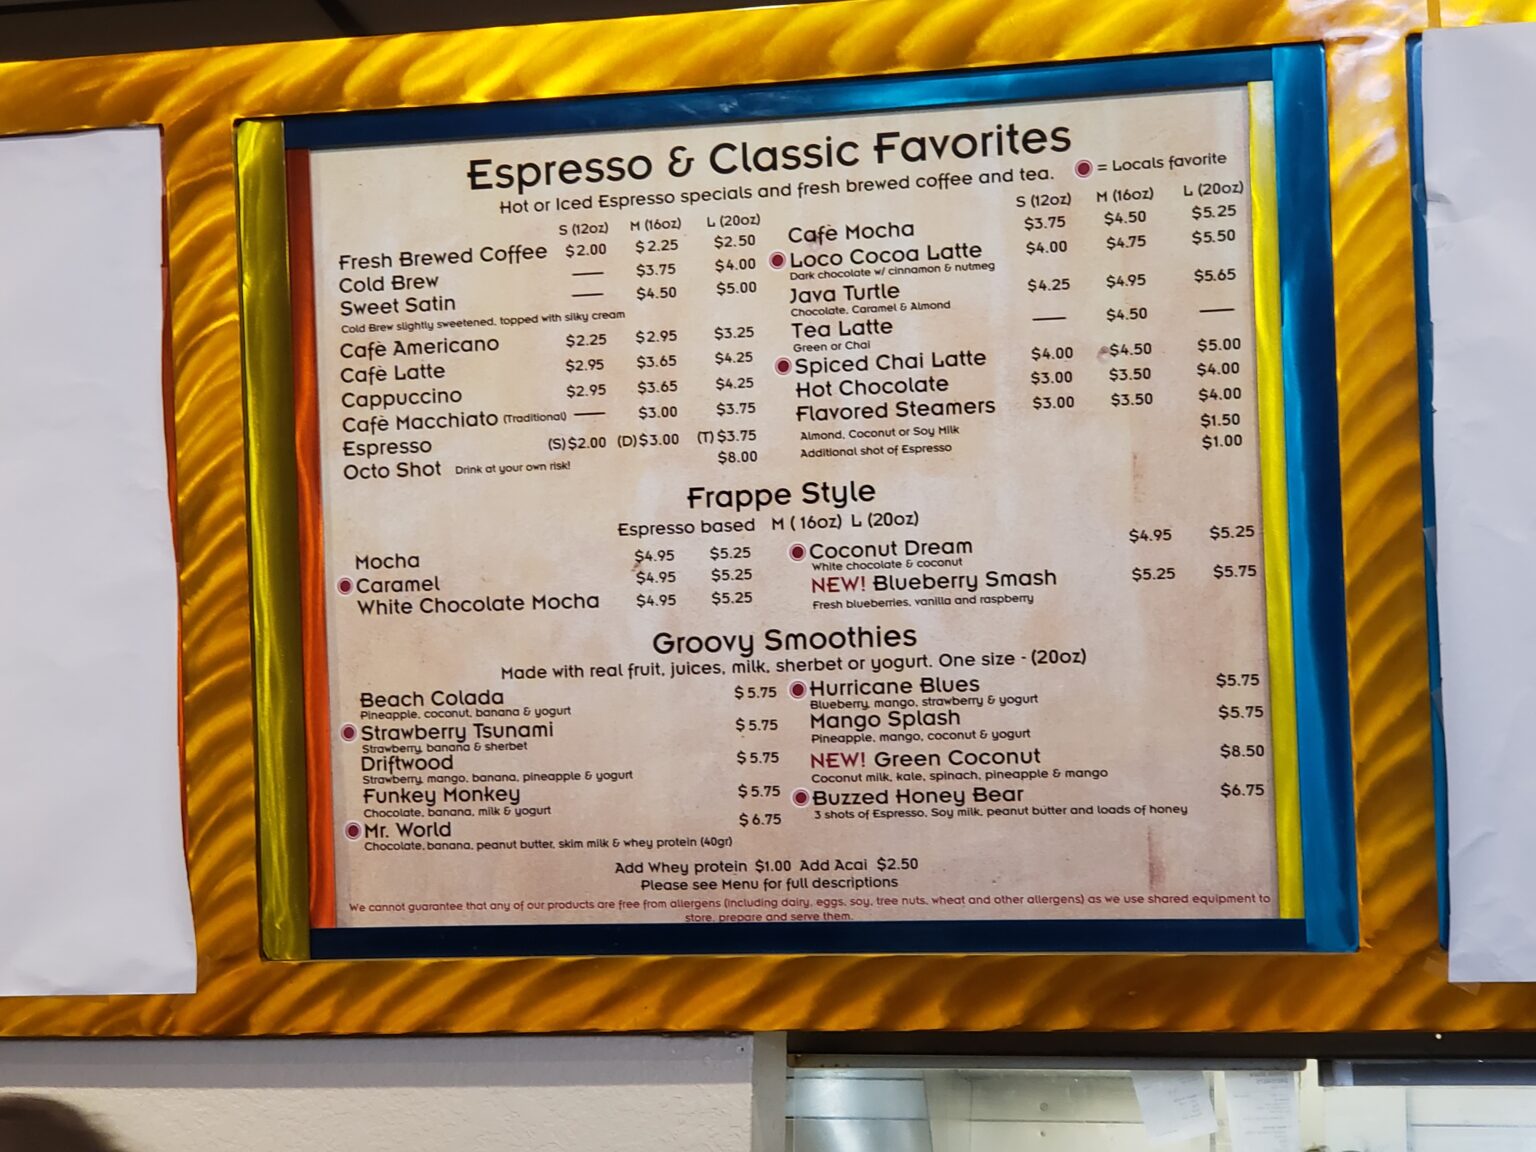 Espresso & Classic Favorites
= Locals favorite
Hot or Iced Espresso specials and fresh brewed coffee and tea.
S (12oz) M (16oz) L (20oz)
Fresh Brewed Coffee $2.00 $2.25 $2.50
Cold Brew — $3.75 $4.00
Sweet Satin — $4.50 $5.00
Cold Brew slightly sweetened, topped with silky cream
Cafè Americano $2.25 $2.95 $3.25
Cafè Latte $2.95 $3.65 $4.25
Cappuccino $2.95 $3.65 $4.25
Cafè Macchiato (Traditional) — $3.00 $3.75
Espresso (S) $2.00 (D) $3.00 (T) $3.75
Octo Shot Drink at your own risk! $8.00
S (12oz) M (16oz) L (20oz)
Cafè Mocha $3.75 $4.50 $5.25
Loco Cocoa Latte $4.00 $4.75 $5.50
Dark chocolate w/ cinnamon & nutmeg
Java Turtle $4.25 $4.95 $5.65
Chocolate, Caramel & Almond
Tea Latte — $4.50 —
Green or Chai
Spiced Chai Latte $4.00 $4.50 $5.00
Hot Chocolate $3.00 $3.50 $4.00
Flavored Steamers $3.00 $3.50 $4.00
Almond, Coconut or Soy Milk $1.50
Additional shot of Espresso $1.00
Frappe Style
Espresso based M ( 16oz) L (20oz)
Mocha $4.95 $5.25
Caramel $4.95 $5.25
White Chocolate Mocha $4.95 $5.25
Coconut Dream $4.95 $5.25
White chocolate & coconut
NEW! Blueberry Smash $5.25 $5.75
Fresh blueberries, vanilla and raspberry
Groovy Smoothies
Made with real fruit, juices, milk, sherbet or yogurt. One size - (20oz)
Beach Colada $5.75
Pineapple, coconut, banana & yogurt
Strawberry Tsunami $5.75
Strawberry, banana & sherbet
Driftwood $5.75
Strawberry, mango, banana, pineapple & yogurt
Funkey Monkey $5.75
Chocolate, banana, milk & yogurt
Mr. World $6.75
Chocolate, banana, peanut butter, skim milk & whey protein (40gr)
Hurricane Blues $5.75
Blueberry, mango, strawberry & yogurt
Mango Splash $5.75
Pineapple, mango, coconut & yogurt
NEW! Green Coconut $8.50
Coconut milk, kale, spinach, pineapple & mango
Buzzed Honey Bear $6.75
3 shots of Espresso, Soy milk, peanut butter and loads of honey
Add Whey protein $1.00 Add Acai $2.50
Please see Menu for full descriptions
We cannot guarantee that any of our products are free from allergens (including dairy, eggs, soy, tree nuts, wheat and other allergens) as we use shared equipment to
store, prepare and serve them.